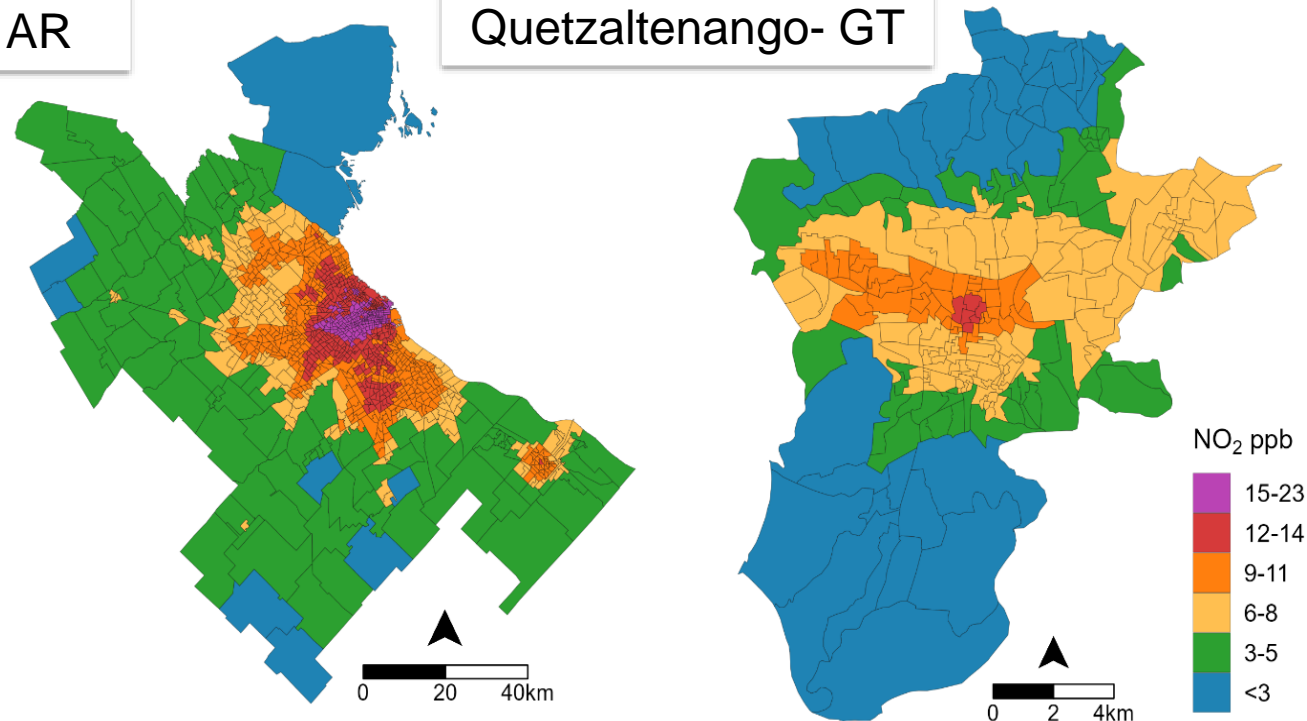 AR
Quetzaltenango- GT
NO₂ ppb
15-23
12-14
9-11
6-8
3-5
<3
0 20 40km
0 2 4km